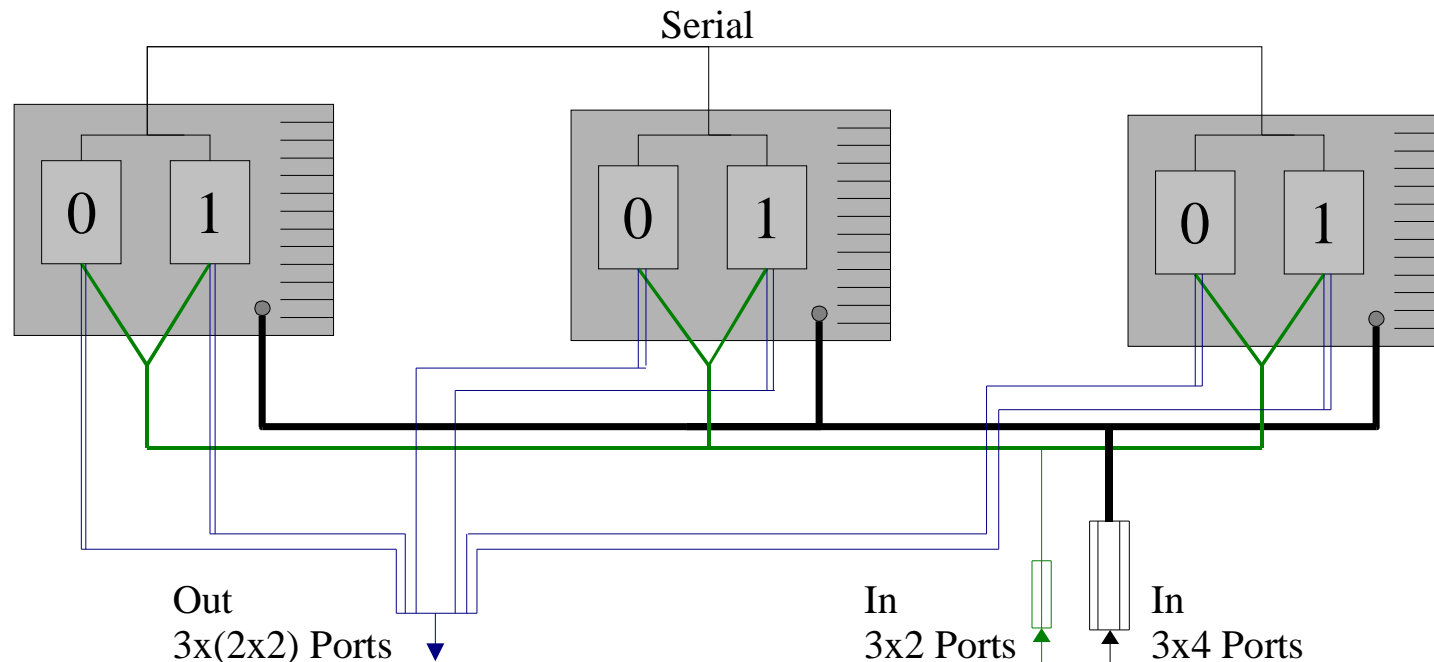 Serial
0 1 0 1 0 1
Out
3x(2x2) Ports
In
3x2 Ports
In
3x4 Ports